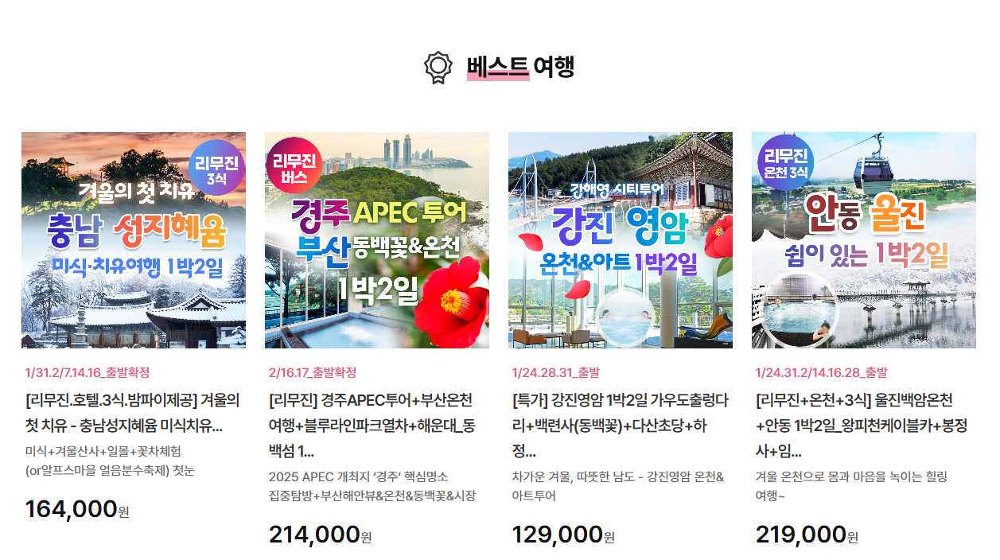 베스트 여행
리무진
3식
겨울의 첫 치유
충남 성지혜윰
미식·치유여행 1박2일
리무진
버스
경주 APEC 투어
부산 동백꽃&온천
1박2일
강해영 시티투어
강진 영암
온천&아트 1박2일
리무진
온천 3식
안동 울진
쉼이 있는 1박2일
1/31.2/7.14.16_출발확정
[리무진.호텔.3식.밤파이제공] 겨울의
첫 치유 - 충남성지혜윰 미식치유...
미식+겨울산사+일몰+꽃차체험
(or알프스마을 얼음분수축제) 첫눈
164,000원
2/16.17_출발확정
[리무진] 경주APEC투어+부산온천
여행+블루라인파크열차+해운대_동
백섬 1...
2025 APEC 개최지 ‘경주’ 핵심명소
집중탐방+부산해안뷰&온천&동백꽃&시장
214,000원
1/24.28.31_출발
[특가] 강진영암 1박2일 가우도출렁다
리+백련사(동백꽃)+다산초당+하
정...
차가운 겨울, 따뜻한 남도 - 강진영암 온천&
아트투어
129,000원
1/24.31.2/14.16.28_출발
[리무진+온천+3식] 울진백암온천
+안동 1박2일_왕피천케이블카+봉정
사+임...
겨울 온천으로 몸과 마음을 녹이는 힐링
여행~
219,000원